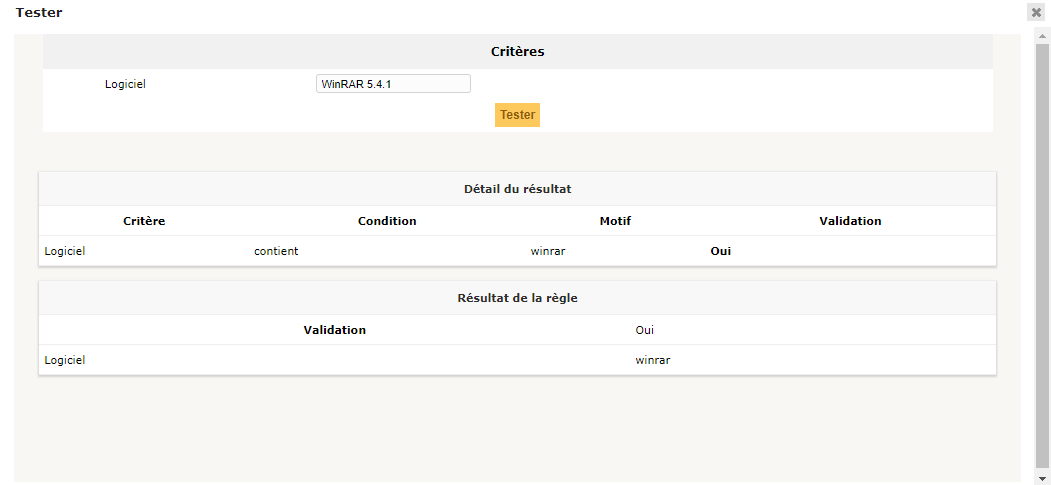 Tester
Critères
Logiciel WinRAR 5.4.1
Tester
Détail du résultat
Critère Condition Motif Validation
Logiciel contient winrar Oui
Résultat de la règle
Validation Oui
Logiciel winrar